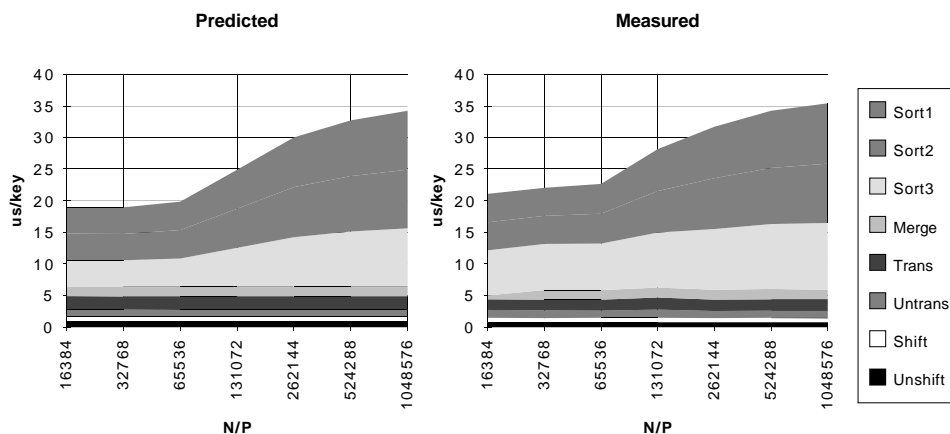 Predicted
Measured
us/key
40
35
30
25
20
15
10
5
0
16384
32768
65536
131072
262144
524288
1048576
N/P
us/key
40
35
30
25
20
15
10
5
0
16384
32768
65536
131072
262144
524288
1048576
N/P
Sort1
Sort2
Sort3
Merge
Trans
Untrans
Shift
Unshift